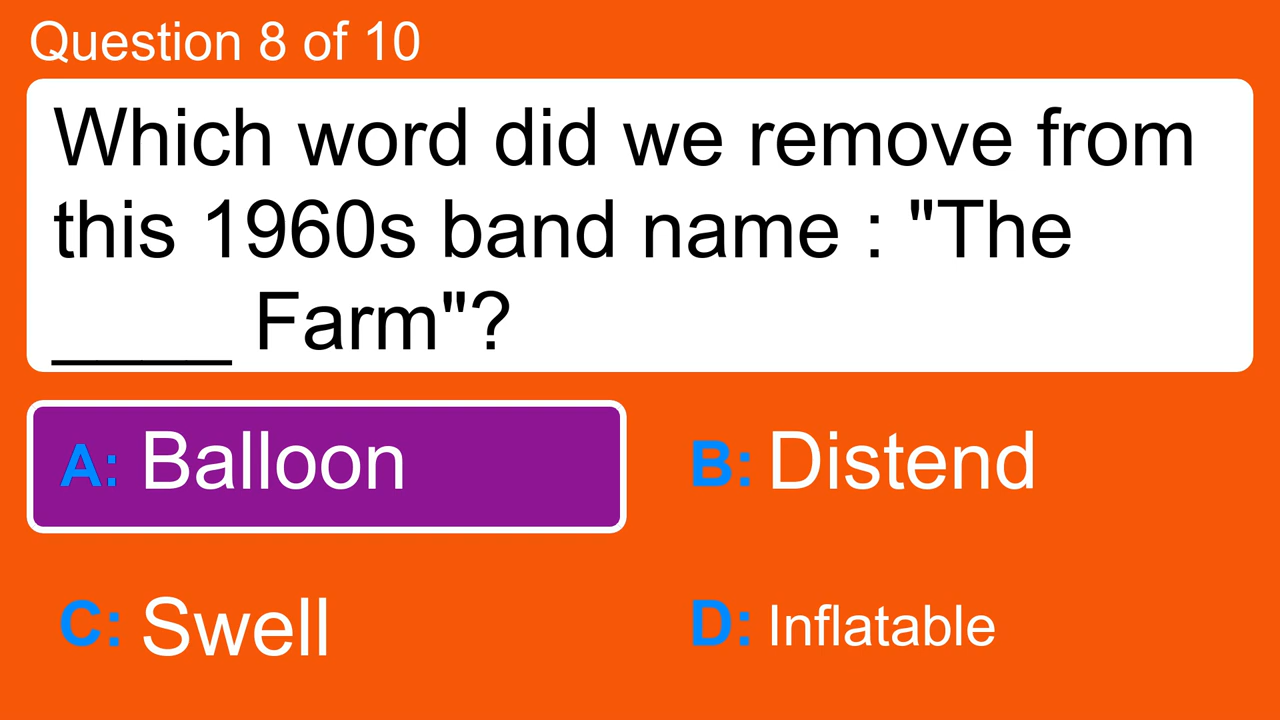 Question 8 of 10
Which word did we remove from
this 1960s band name : "The
____ Farm"?
A: Balloon
B: Distend
C: Swell
D: Inflatable